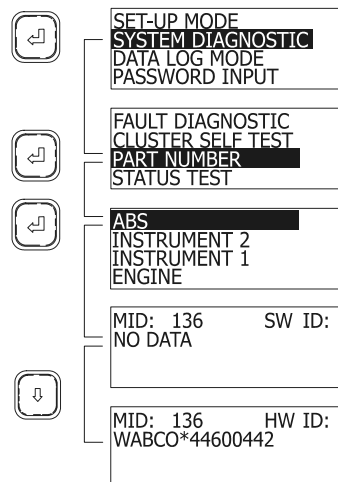 SET-UP MODE
SYSTEM DIAGNOSTIC
DATA LOG MODE
PASSWORD INPUT
FAULT DIAGNOSTIC
CLUSTER SELF TEST
PART NUMBER
STATUS TEST
ABS
INSTRUMENT 2
INSTRUMENT 1
ENGINE
MID: 136 SW ID:
NO DATA
MID: 136 HW ID:
WABCO*44600442